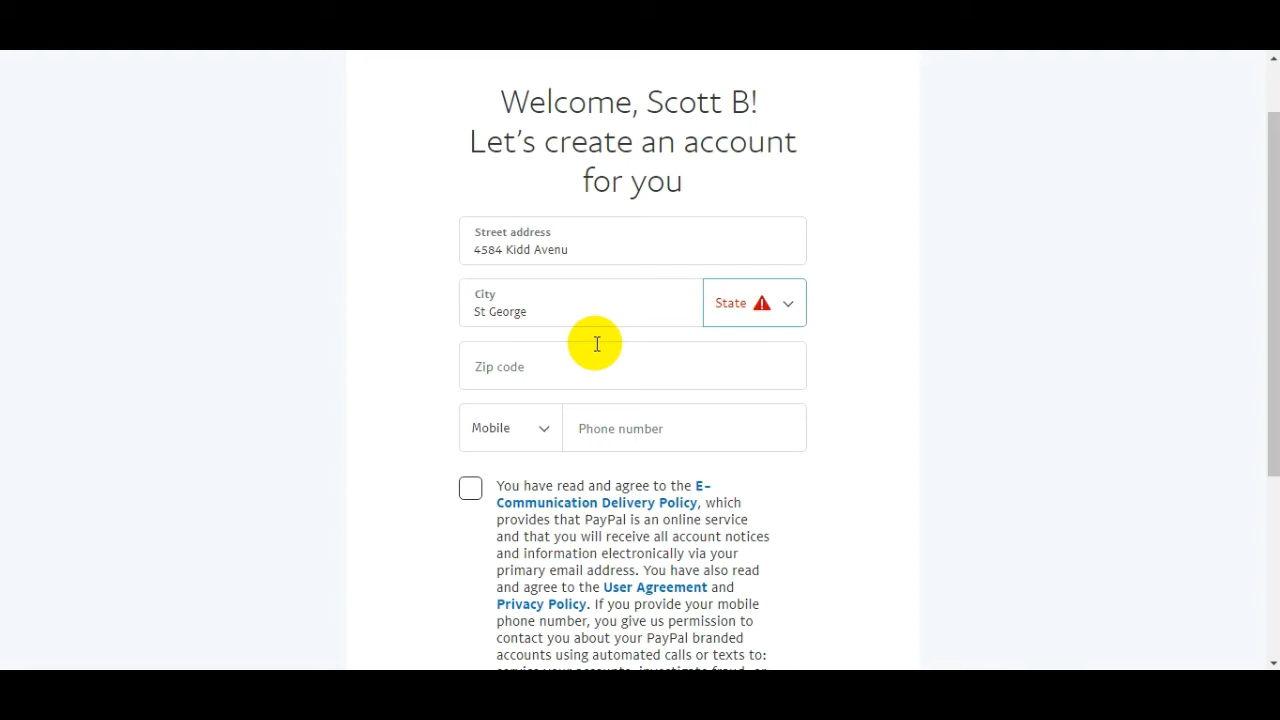 Welcome, Scott B!
Let's create an account
for you
Street address
4584 Kidd Avenu
City
St George
State
Zip code
Mobile
Phone number
You have read and agree to the E-
Communication Delivery Policy, which
provides that PayPal is an online service
and that you will receive all account notices
and information electronically via your
primary email address. You have also read
and agree to the User Agreement and
Privacy Policy. If you provide your mobile
phone number, you give us permission to
contact you about your PayPal branded
accounts using automated calls or texts to: